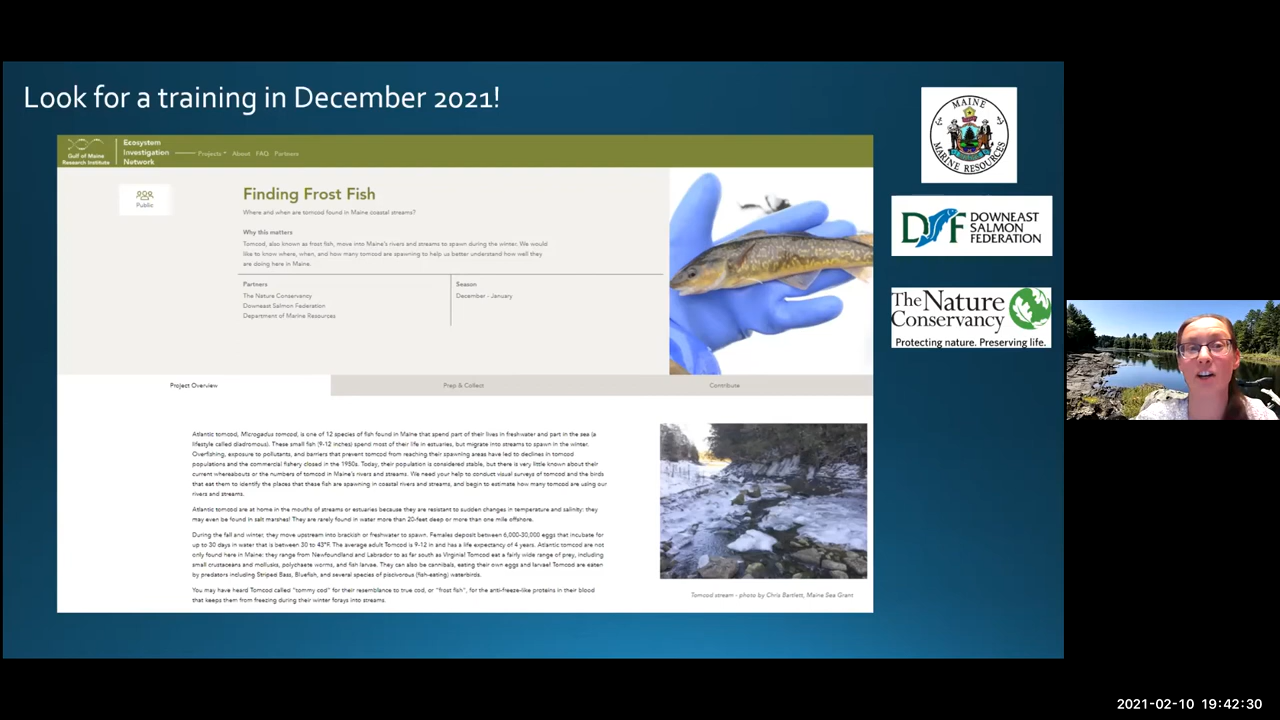 Look for a training in December 2021!
Gulf of Maine
Research Institute
Ecosystem
Investigation
Network
Projects
About
FAQ
Partners
Public
Finding Frost Fish
Where and when are tomcod found in Maine coastal streams?
Why this matters
Tomcod, also known as frost fish, move into Maine's rivers and streams to spawn during the winter. We would
like to know where, when, and how many tomcod are spawning to help us better understand how well they
are doing here in Maine.
Partners
The Nature Conservancy
Downeast Salmon Federation
Department of Marine Resources
Season
December - January
Project Overview
Prep & Collect
Contribute
Atlantic tomcod, Microgadus tomcod, is one of 12 species of fish found in Maine that spend part of their lives in freshwater and part in the sea (a
lifestyle called diadromous). These small fish (9-12 inches) spend most of their life in estuaries, but migrate into streams to spawn in the winter.
Overfishing, exposure to pollutants, and barriers that prevent tomcod from reaching their spawning areas have led to declines in tomcod
populations and the commercial fishery closed in the 1950s. Today, their population is considered stable, but there is very little known about their
current whereabouts or the numbers of tomcod in Maine's rivers and streams. We need your help to conduct visual surveys of tomcod and the birds
that eat them to identify the places that these fish are spawning in coastal rivers and streams, and begin to estimate how many tomcod are using our
rivers and streams.
Atlantic tomcod are at home in the mouths of streams or estuaries because they are resistant to sudden changes in temperature and salinity: they
may even be found in salt marshes! They are rarely found in water more than 20-feet deep or more than one mile offshore.
During the fall and winter, they move upstream into brackish or freshwater to spawn. Females deposit between 6,000-30,000 eggs that incubate for
up to 30 days in water that is between 30 to 43°F. The average adult Tomcod is 9-12 in and has a life expectancy of 4 years. Atlantic tomcod are not
only found here in Maine: they range from Newfoundland and Labrador to as far south as Virginia! Tomcod eat a fairly wide range of prey, including
small crustaceans and mollusks, polychaete worms, and fish larvae. They can also be cannibals, eating their own eggs and larvae! Tomcod are eaten
by predators including Striped Bass, Bluefish, and several species of piscivorous (fish-eating) waterbirds.
You may have heard Tomcod called "tommy cod" for their resemblance to true cod, or "frost fish", for the anti-freeze-like proteins in their blood
that keeps them from freezing during their winter forays into streams.
Tomcod stream - photo by Chris Bartlett, Maine Sea Grant
MAINE
MARINE RESOURCES
DSF DOWNEAST
SALMON
FEDERATION
The Nature
Conservancy
Protecting nature. Preserving life.
2021-02-10 19:42:30